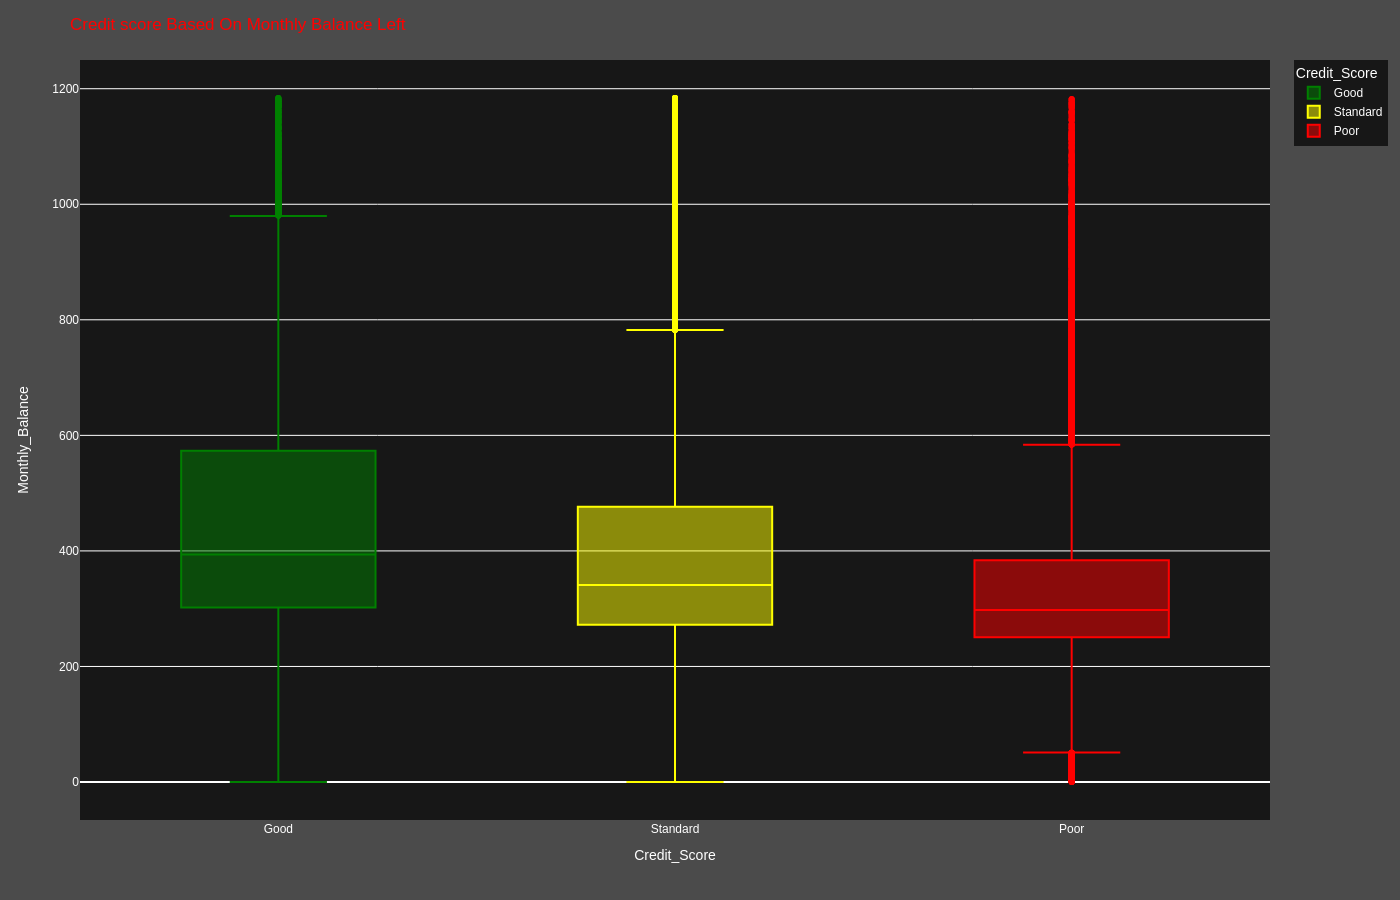 Credit score Based On Monthly Balance Left
Credit_Score
Good
Standard
Poor
1200
1000
800
600
400
200
0
Monthly_Balance
Good
Standard
Poor
Credit_Score